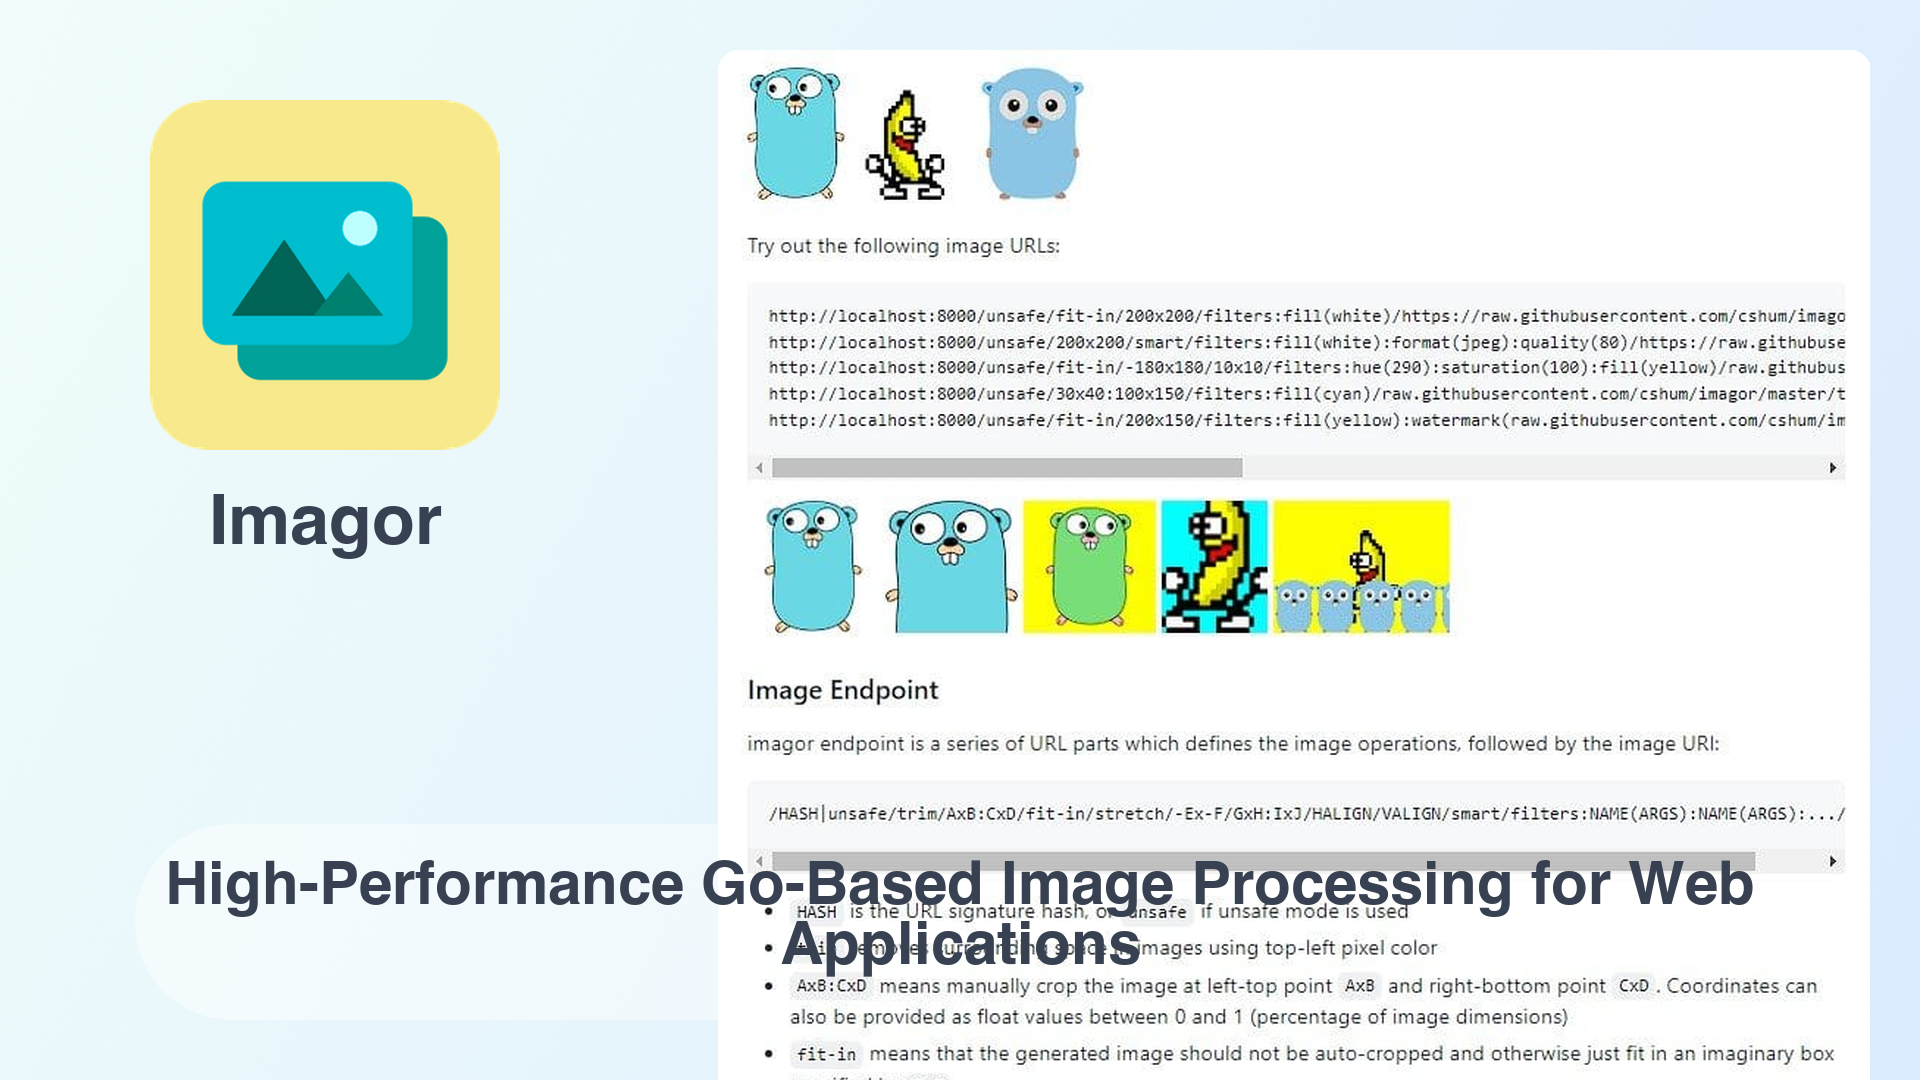 Imagor
Try out the following image URLs:
http://localhost:8000/unsafe/fit-in/200x200/filters:fill(white)/https://raw.githubusercontent.com/cshum/imago
http://localhost:8000/unsafe/200x200/smart/filters:fill(white):format(jpeg):quality(80)/https://raw.githubuse
http://localhost:8000/unsafe/fit-in/-180x180/10x10/filters:hue(290):saturation(100):fill(yellow)/raw.githubus
http://localhost:8000/unsafe/30x40:100x150/filters:fill(cyan)/raw.githubusercontent.com/cshum/imagor/master/t
http://localhost:8000/unsafe/fit-in/200x150/filters:fill(yellow):watermark(raw.githubusercontent.com/cshum/im
Image Endpoint
imagor endpoint is a series of URL parts which defines the image operations, followed by the image URI:
/HASH|unsafe/trim/AxB:CxD/fit-in/stretch/-Ex-F/GxH:IxJ/HALIGN/VALIGN/smart/filters:NAME(ARGS):NAME(ARGS):.../
High-Performance Go-Based Image Processing for Web
Applications
• HASH is the URL signature hash, or unsafe if unsafe mode is used
• removes surrounding space images using top-left pixel color
• AxB:CxD means manually crop the image at left-top point AxB and right-bottom point CxD. Coordinates can
also be provided as float values between 0 and 1 (percentage of image dimensions)
• fit-in means that the generated image should not be auto-cropped and otherwise just fit in an imaginary box